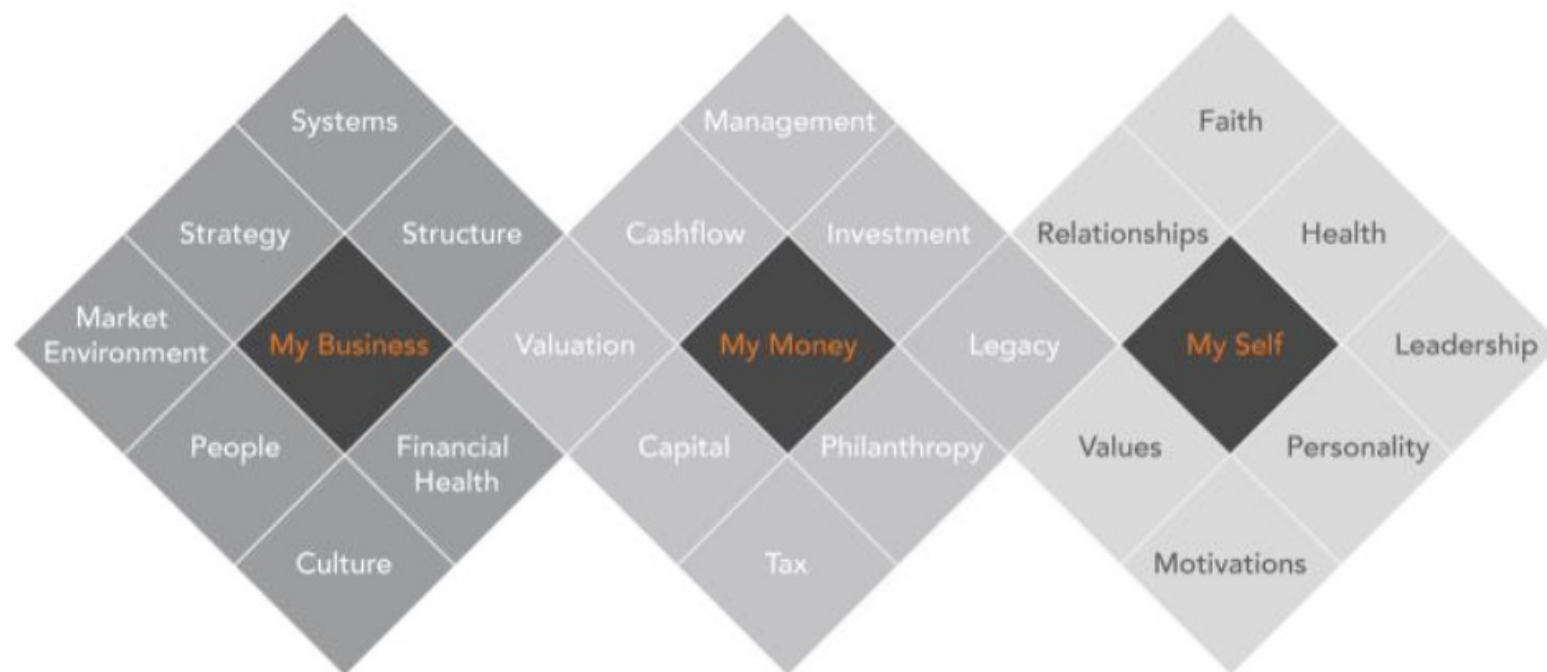 Systems
Strategy
Structure
Market
Environment
My Business
People
Financial
Health
Culture
Management
Cashflow
Investment
Valuation
My Money
Legacy
Capital
Philanthropy
Tax
Faith
Relationships
Health
My Self
Leadership
Values
Personality
Motivations